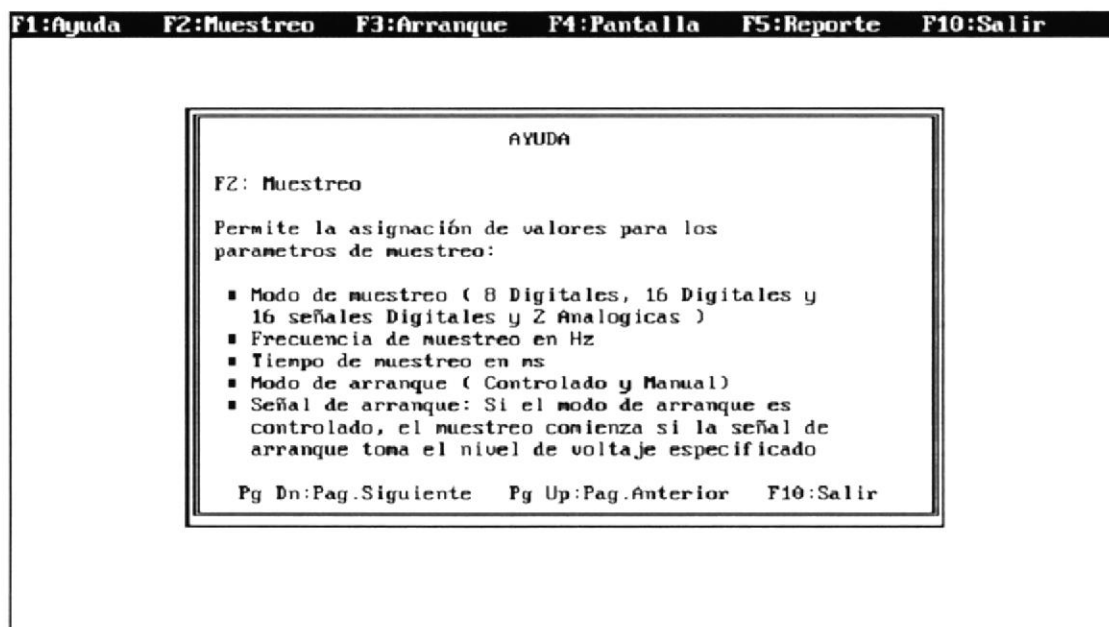 F1:Ayuda F2:Muestreo F3:Arranque F4:Pantalla F5:Reporte F10:Salir
AYUDA
F2: Muestreo
Permite la asignación de valores para los
parametros de muestreo:
▪ Modo de muestreo ( 8 Digitales, 16 Digitales y
16 señales Digitales y 2 Analogicas )
▪ Frecuencia de muestreo en Hz
▪ Tiempo de muestreo en ms
▪ Modo de arranque ( Controlado y Manual)
▪ Señal de arranque: Si el modo de arranque es
controlado, el muestreo comienza si la señal de
arranque toma el nivel de voltaje especificado
Pg Dn:Pag.Siguiente Pg Up:Pag.Anterior F10:Salir